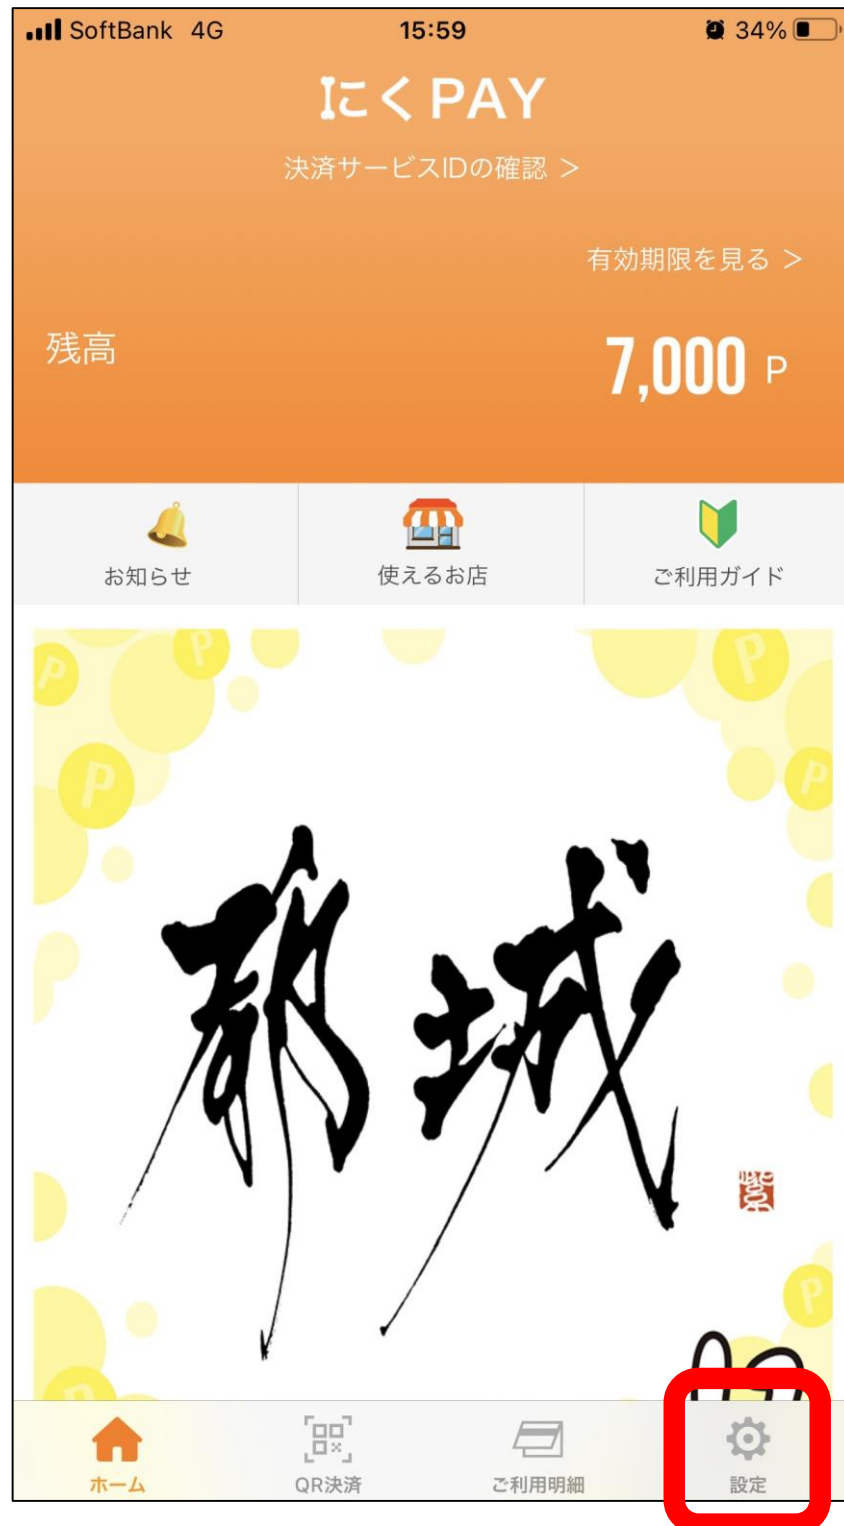 SoftBank 4G 15:59 34%
にくPAY
決済サービスIDの確認 >
有効期限を見る >
残高 7,000 P
お知らせ 使えるお店 ご利用ガイド
都城
ホーム QR決済 ご利用明細 設定